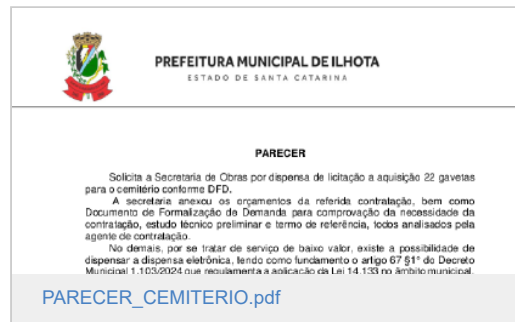 PREFEITURA MUNICIPAL DE ILHOTA
ESTADO DE SANTA CATARINA
PARECER
Solicita a Secretaria de Obras por dispensa de licitação a aquisição 22 gavetas
para o cemitério conforme DFD.
A secretaria anexou os orçamentos da referida contratação, bem como
Documento de Formalização de Demanda para comprovação da necessidade da
contratação, estudo técnico preliminar e termo de referência, todos analisados pela
agente de contratação.
No demais, por se tratar de serviço de baixo valor, existe a possibilidade de
dispensar a dispensa eletrônica, tendo como fundamento o artigo 67 §1° do Decreto
Municipal 1.103/2024 que regulamenta a aplicação da Lei 14.133 no âmbito municipal.
PARECER_CEMITERIO.pdf